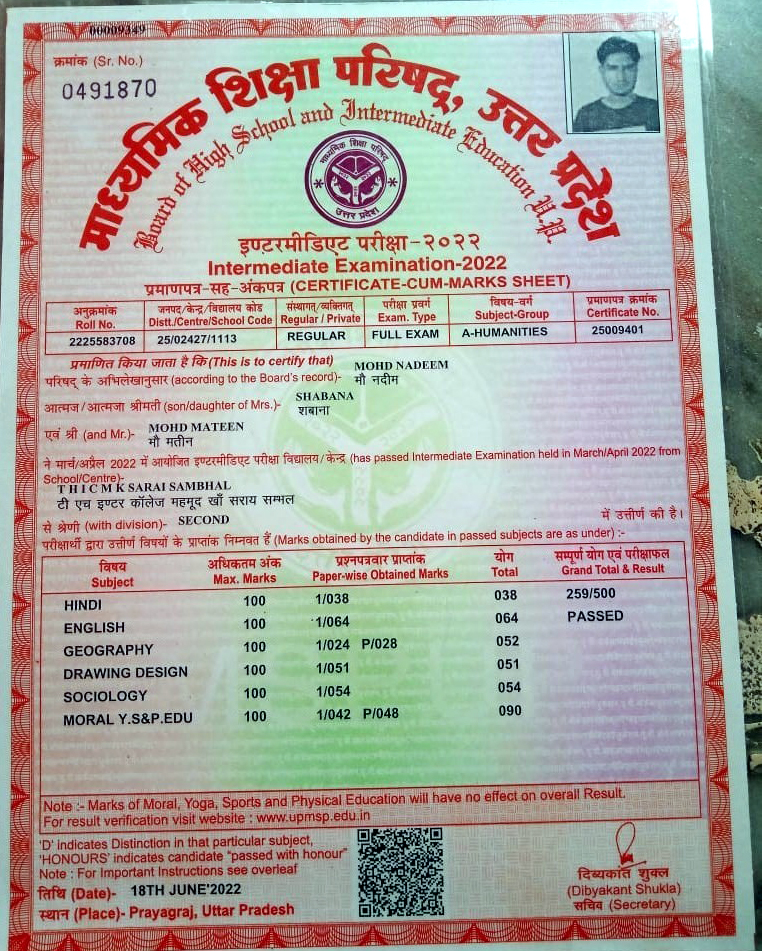 00009349
क्रमांक (Sr. No.)
0491870
माध्यमिक शिक्षा परिषद्, उत्तर प्रदेश
Board of High School and Intermediate Education U.P.
माध्यमिक शिक्षा परिषद्
उत्तर प्रदेश
इण्टरमीडिएट परीक्षा-२०२२
Intermediate Examination-2022
प्रमाणपत्र-सह-अंकपत्र (CERTIFICATE-CUM-MARKS SHEET)
अनुक्रमांक जनपद/केन्द्र/विद्यालय कोड संस्थागत/व्यक्तिगत परीक्षा प्रवर्ग विषय-वर्ग प्रमाणपत्र क्रमांक
Roll No. Distt./Centre/School Code Regular / Private Exam. Type Subject-Group Certificate No.
2225583708 25/02427/1113 REGULAR FULL EXAM A-HUMANITIES 25009401
प्रमाणित किया जाता है कि (This is to certify that) MOHD NADEEM
परिषद् के अभिलेखानुसार (according to the Board's record)- मौ नदीम
SHABANA
आत्मज/आत्मजा श्रीमती (son/daughter of Mrs.)- शबाना
MOHD MATEEN
एवं श्री (and Mr.)- मौ मतीन
ने मार्च/अप्रैल 2022 में आयोजित इण्टरमीडिएट परीक्षा विद्यालय/केन्द्र (has passed Intermediate Examination held in March/April 2022 from
School/Centre)-
T H I C M K SARAI SAMBHAL
टी एच इण्टर कॉलेज महमूद खाँ सराय सम्भल
से श्रेणी (with division)- SECOND में उत्तीर्ण की है।
परीक्षार्थी द्वारा उत्तीर्ण विषयों के प्राप्तांक निम्नवत हैं (Marks obtained by the candidate in passed subjects are as under) :-
विषय अधिकतम अंक प्रश्नपत्रवार प्राप्तांक योग सम्पूर्ण योग एवं परीक्षाफल
Subject Max. Marks Paper-wise Obtained Marks Total Grand Total & Result
HINDI 100 1/038 038 259/500
ENGLISH 100 1/064 064 PASSED
GEOGRAPHY 100 1/024 P/028 052
DRAWING DESIGN 100 1/051 051
SOCIOLOGY 100 1/054 054
MORAL Y.S&P.EDU 100 1/042 P/048 090
Note :- Marks of Moral, Yoga, Sports and Physical Education will have no effect on overall Result.
For result verification visit website : www.upmsp.edu.in
'D' indicates Distinction in that particular subject,
'HONOURS' indicates candidate "passed with honour"
Note : For Important Instructions see overleaf
तिथि (Date)- 18TH JUNE'2022
स्थान (Place)- Prayagraj, Uttar Pradesh
दिव्यकांत शुक्ल
(Dibyakant Shukla)
सचिव (Secretary)